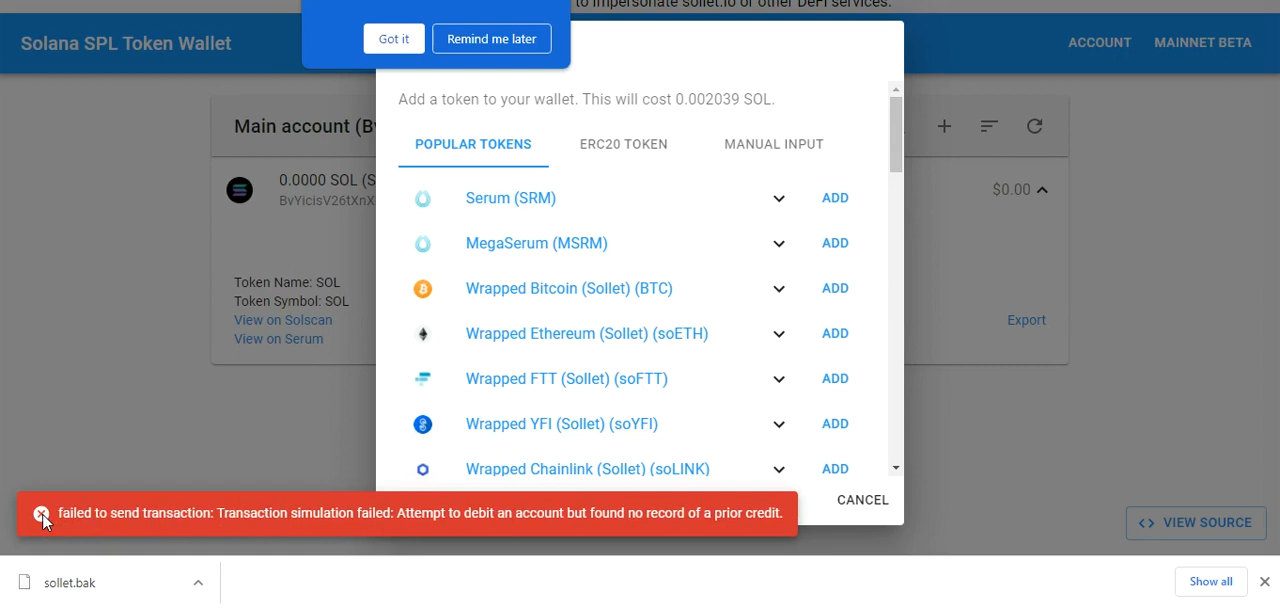 to impersonate sollet.io or other DeFi services.
Got it
Remind me later
Solana SPL Token Wallet
ACCOUNT
MAINNET BETA
Add a token to your wallet. This will cost 0.002039 SOL.
Main account (Bv
POPULAR TOKENS
ERC20 TOKEN
MANUAL INPUT
0.0000 SOL (S
BvYicisV26tXnX
$0.00
Serum (SRM)
ADD
MegaSerum (MSRM)
ADD
Token Name: SOL
Token Symbol: SOL
View on Solscan
View on Serum
Export
Wrapped Bitcoin (Sollet) (BTC)
ADD
Wrapped Ethereum (Sollet) (soETH)
ADD
Wrapped FTT (Sollet) (soFTT)
ADD
Wrapped YFI (Sollet) (soYFI)
ADD
Wrapped Chainlink (Sollet) (soLINK)
ADD
CANCEL
failed to send transaction: Transaction simulation failed: Attempt to debit an account but found no record of a prior credit.
<> VIEW SOURCE
sollet.bak
Show all